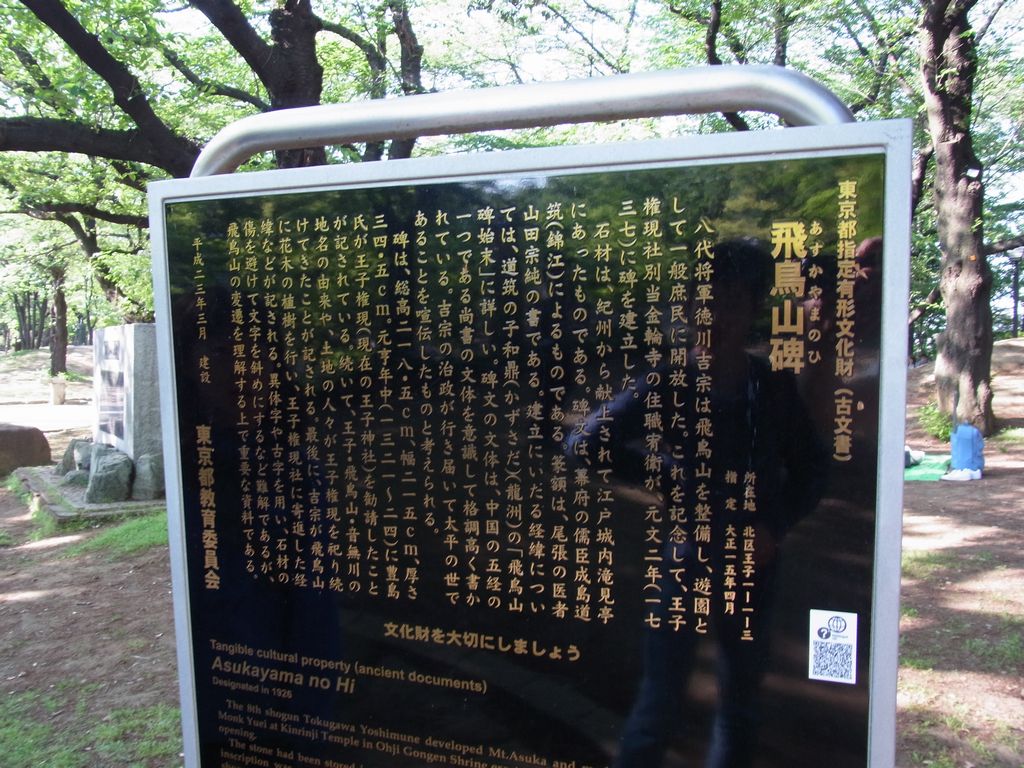 東京都指定有形文化財（古文書）
あすかやまのひ
飛鳥山碑
所在地 北区王子一－一－三
指定 大正一五年四月
八代将軍徳川吉宗は飛鳥山を整備し、遊園と
して一般庶民に開放した。これを記念して、王子
権現社別当金輪寺の住職宥衛が、元文二年（一七
三七）に碑を建立した。
石材は、紀州から献上されて江戸城内滝見亭
にあったものである。碑文は、幕府の儒臣成島道
筑（錦江）によるものである。篆額は、尾張の医者
山田宗純の書である。建立にいたる経緯につい
ては、道筑の子和鼎（かずさだ）（龍洲）の「飛鳥山
碑始末」に詳しい。碑文の文体は、中国の五経の
一つである尚書の文体を意識して格調高く書か
れている。吉宗の治政が行き届いて太平の世で
あることを喧伝したものと考えられる。
碑は、総高二一八・五cm、幅二一五cm、厚さ
三四・五cm。元亨年中（一三二一～二四）に豊島
氏が王子権現（現在の王子神社）を勧請したこと
が記されている。続いて、王子・飛鳥山・音無川の
地名の由来や、土地の人々が王子権現を祀り続
けてきたことが記される。最後に、吉宗が飛鳥山
に花木の植樹を行い、王子権現社に寄進した経
緯などが記される。異体字や古字を用い、石材の
傷を避けて文字を斜めにするなど難解であるが、
飛鳥山の変遷を理解する上で重要な資料である。
平成二三年三月 建設
東京都教育委員会
文化財を大切にしましょう
Tangible cultural property (ancient documents)
Asukayama no Hi
Designated in 1926
The 8th shogun Tokugawa Yoshimune developed Mt.Asuka and
Monk Yuei at Kinrinji Temple in Ohji Gongen Shrine
opening.
The stone had been stored
inscription